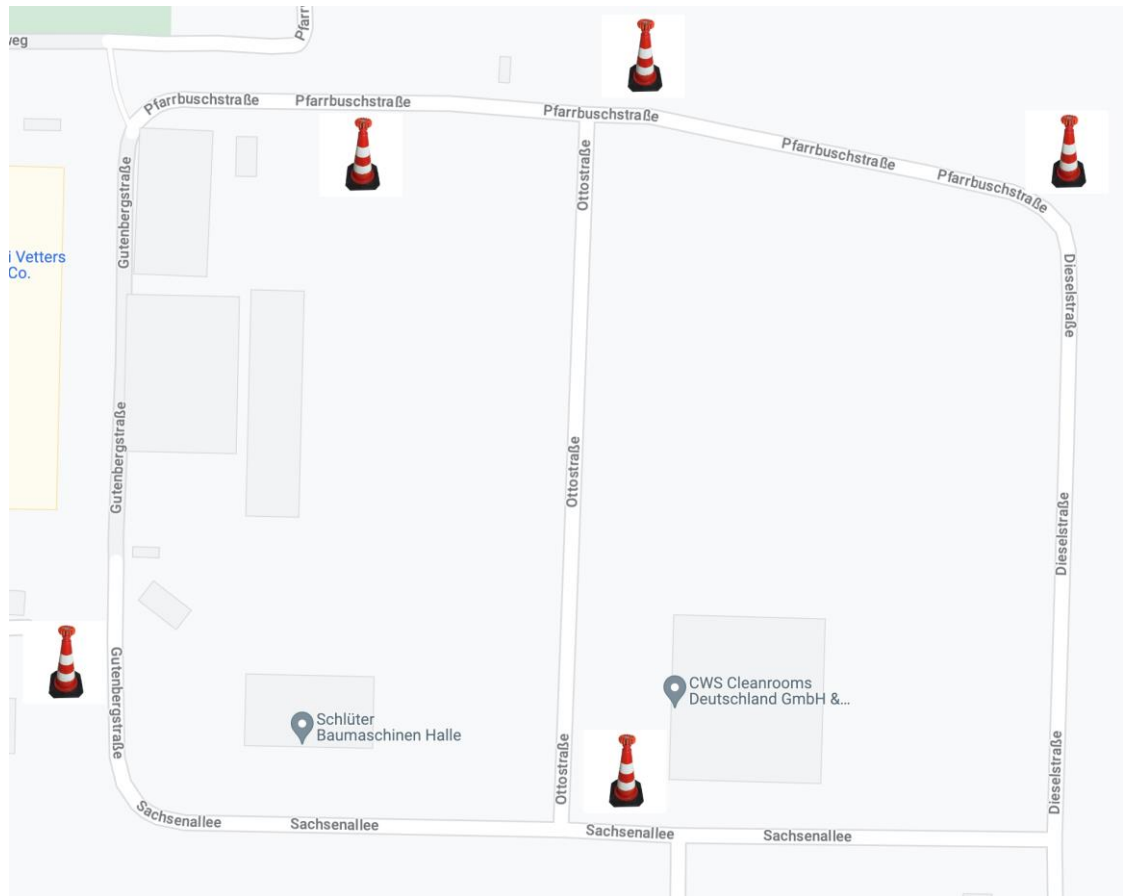 weg
Pfarr
Pfarrbuschstraße
Pfarrbuschstraße
Pfarrbuschstraße
Pfarrbuschstraße
Pfarrbuschstraße
Gutenbergstraße
Ottostraße
i Vetters
Co.
Dieselstraße
Gutenbergstraße
Ottostraße
Dieselstraße
Gutenbergstraße
CWS Cleanrooms
Deutschland GmbH &...
Schlüter
Baumaschinen Halle
Ottostraße
Dieselstraße
Sachsenallee
Sachsenallee
Sachsenallee
Sachsenallee